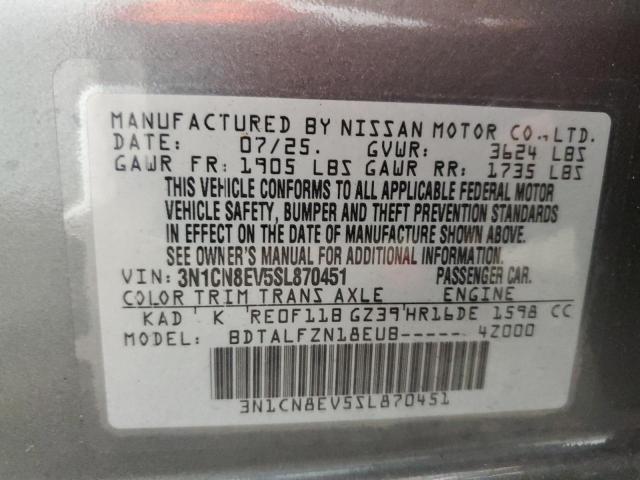 MANUFACTURED BY NISSAN MOTOR CO.,LTD.
DATE: 07/25. GVWR: 3624 LBS
GAWR FR: 1905 LBS GAWR RR: 1735 LBS
THIS VEHICLE CONFORMS TO ALL APPLICABLE FEDERAL MOTOR
VEHICLE SAFETY, BUMPER AND THEFT PREVENTION STANDARDS
IN EFFECT ON THE DATE OF MANUFACTURE SHOWN ABOVE.
SEE OWNER'S MANUAL FOR ADDITIONAL INFORMATION.
VIN: 3N1CN8EV5SL870451 PASSENGER CAR.
COLOR TRIM TRANS AXLE ENGINE
KAD K RE0F11B GZ39 HR16DE 1598 CC
MODEL: BDTALFZN18EUB----- 4Z000
3N1CN8EV5SL870451